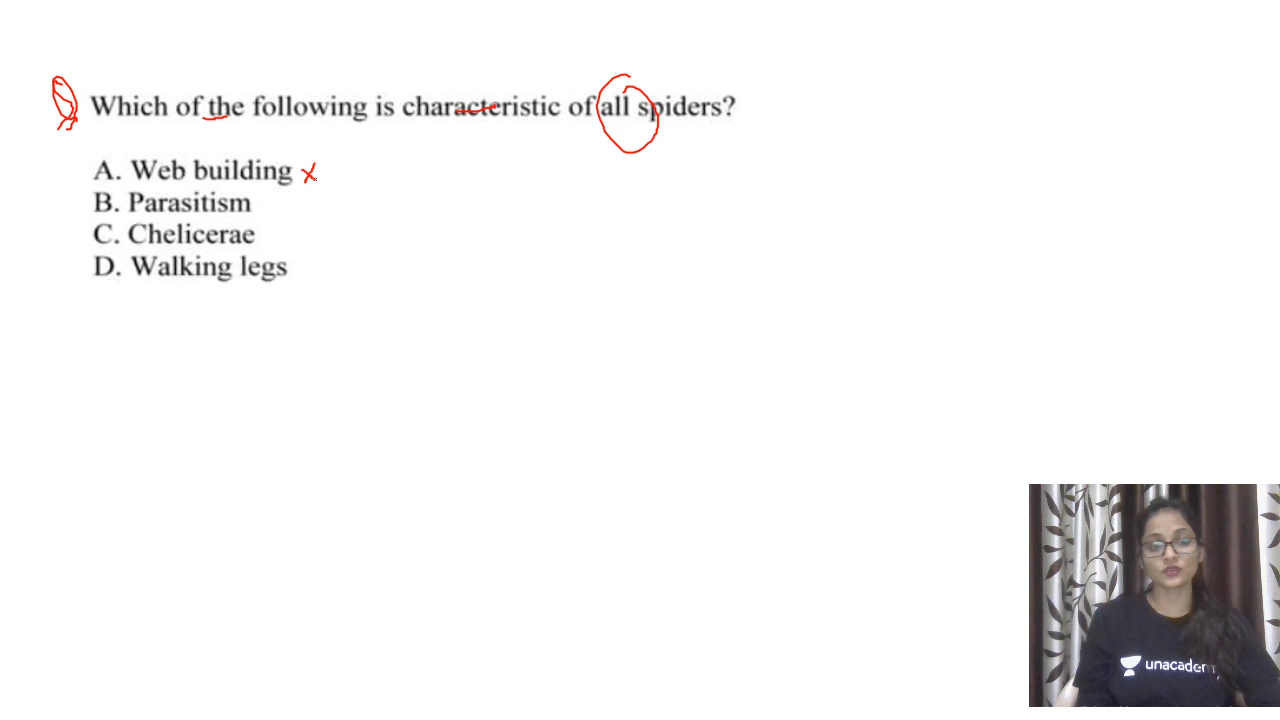 Which of the following is characteristic of all spiders?
A. Web building x
B. Parasitism
C. Chelicerae
D. Walking legs
unacademy